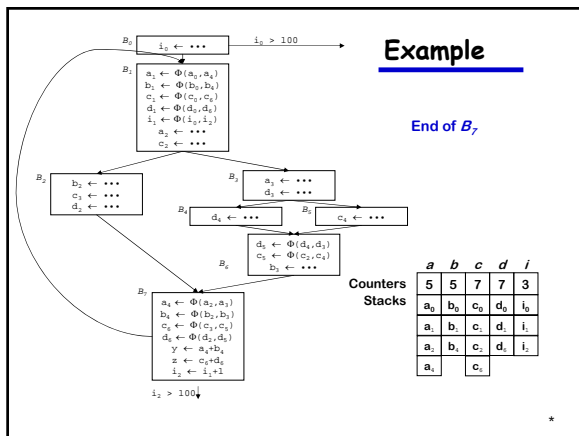 B₀
i₀ ← •••
i₀ > 100
Example
B₁
a₁ ← Φ(a₀,a₄)
b₁ ← Φ(b₀,b₄)
c₁ ← Φ(c₀,c₆)
d₁ ← Φ(d₀,d₆)
i₁ ← Φ(i₀,i₂)
a₂ ← •••
c₂ ← •••
End of B₇
B₂
b₂ ← •••
c₃ ← •••
d₂ ← •••
B₃
a₃ ← •••
d₃ ← •••
B₄
d₄ ← •••
B₅
c₄ ← •••
B₆
d₅ ← Φ(d₄,d₃)
c₅ ← Φ(c₂,c₄)
b₃ ← •••
B₇
a₄ ← Φ(a₂,a₃)
b₄ ← Φ(b₂,b₃)
c₆ ← Φ(c₃,c₅)
d₆ ← Φ(d₂,d₅)
y ← a₄+b₄
z ← c₆+d₆
i₂ ← i₁+1
i₂ > 100
a b c d i
Counters 5 5 7 7 3
Stacks a₀ b₀ c₀ d₀ i₀
a₁ b₁ c₁ d₁ i₁
a₂ b₄ c₂ d₆ i₂
a₄ c₆
*